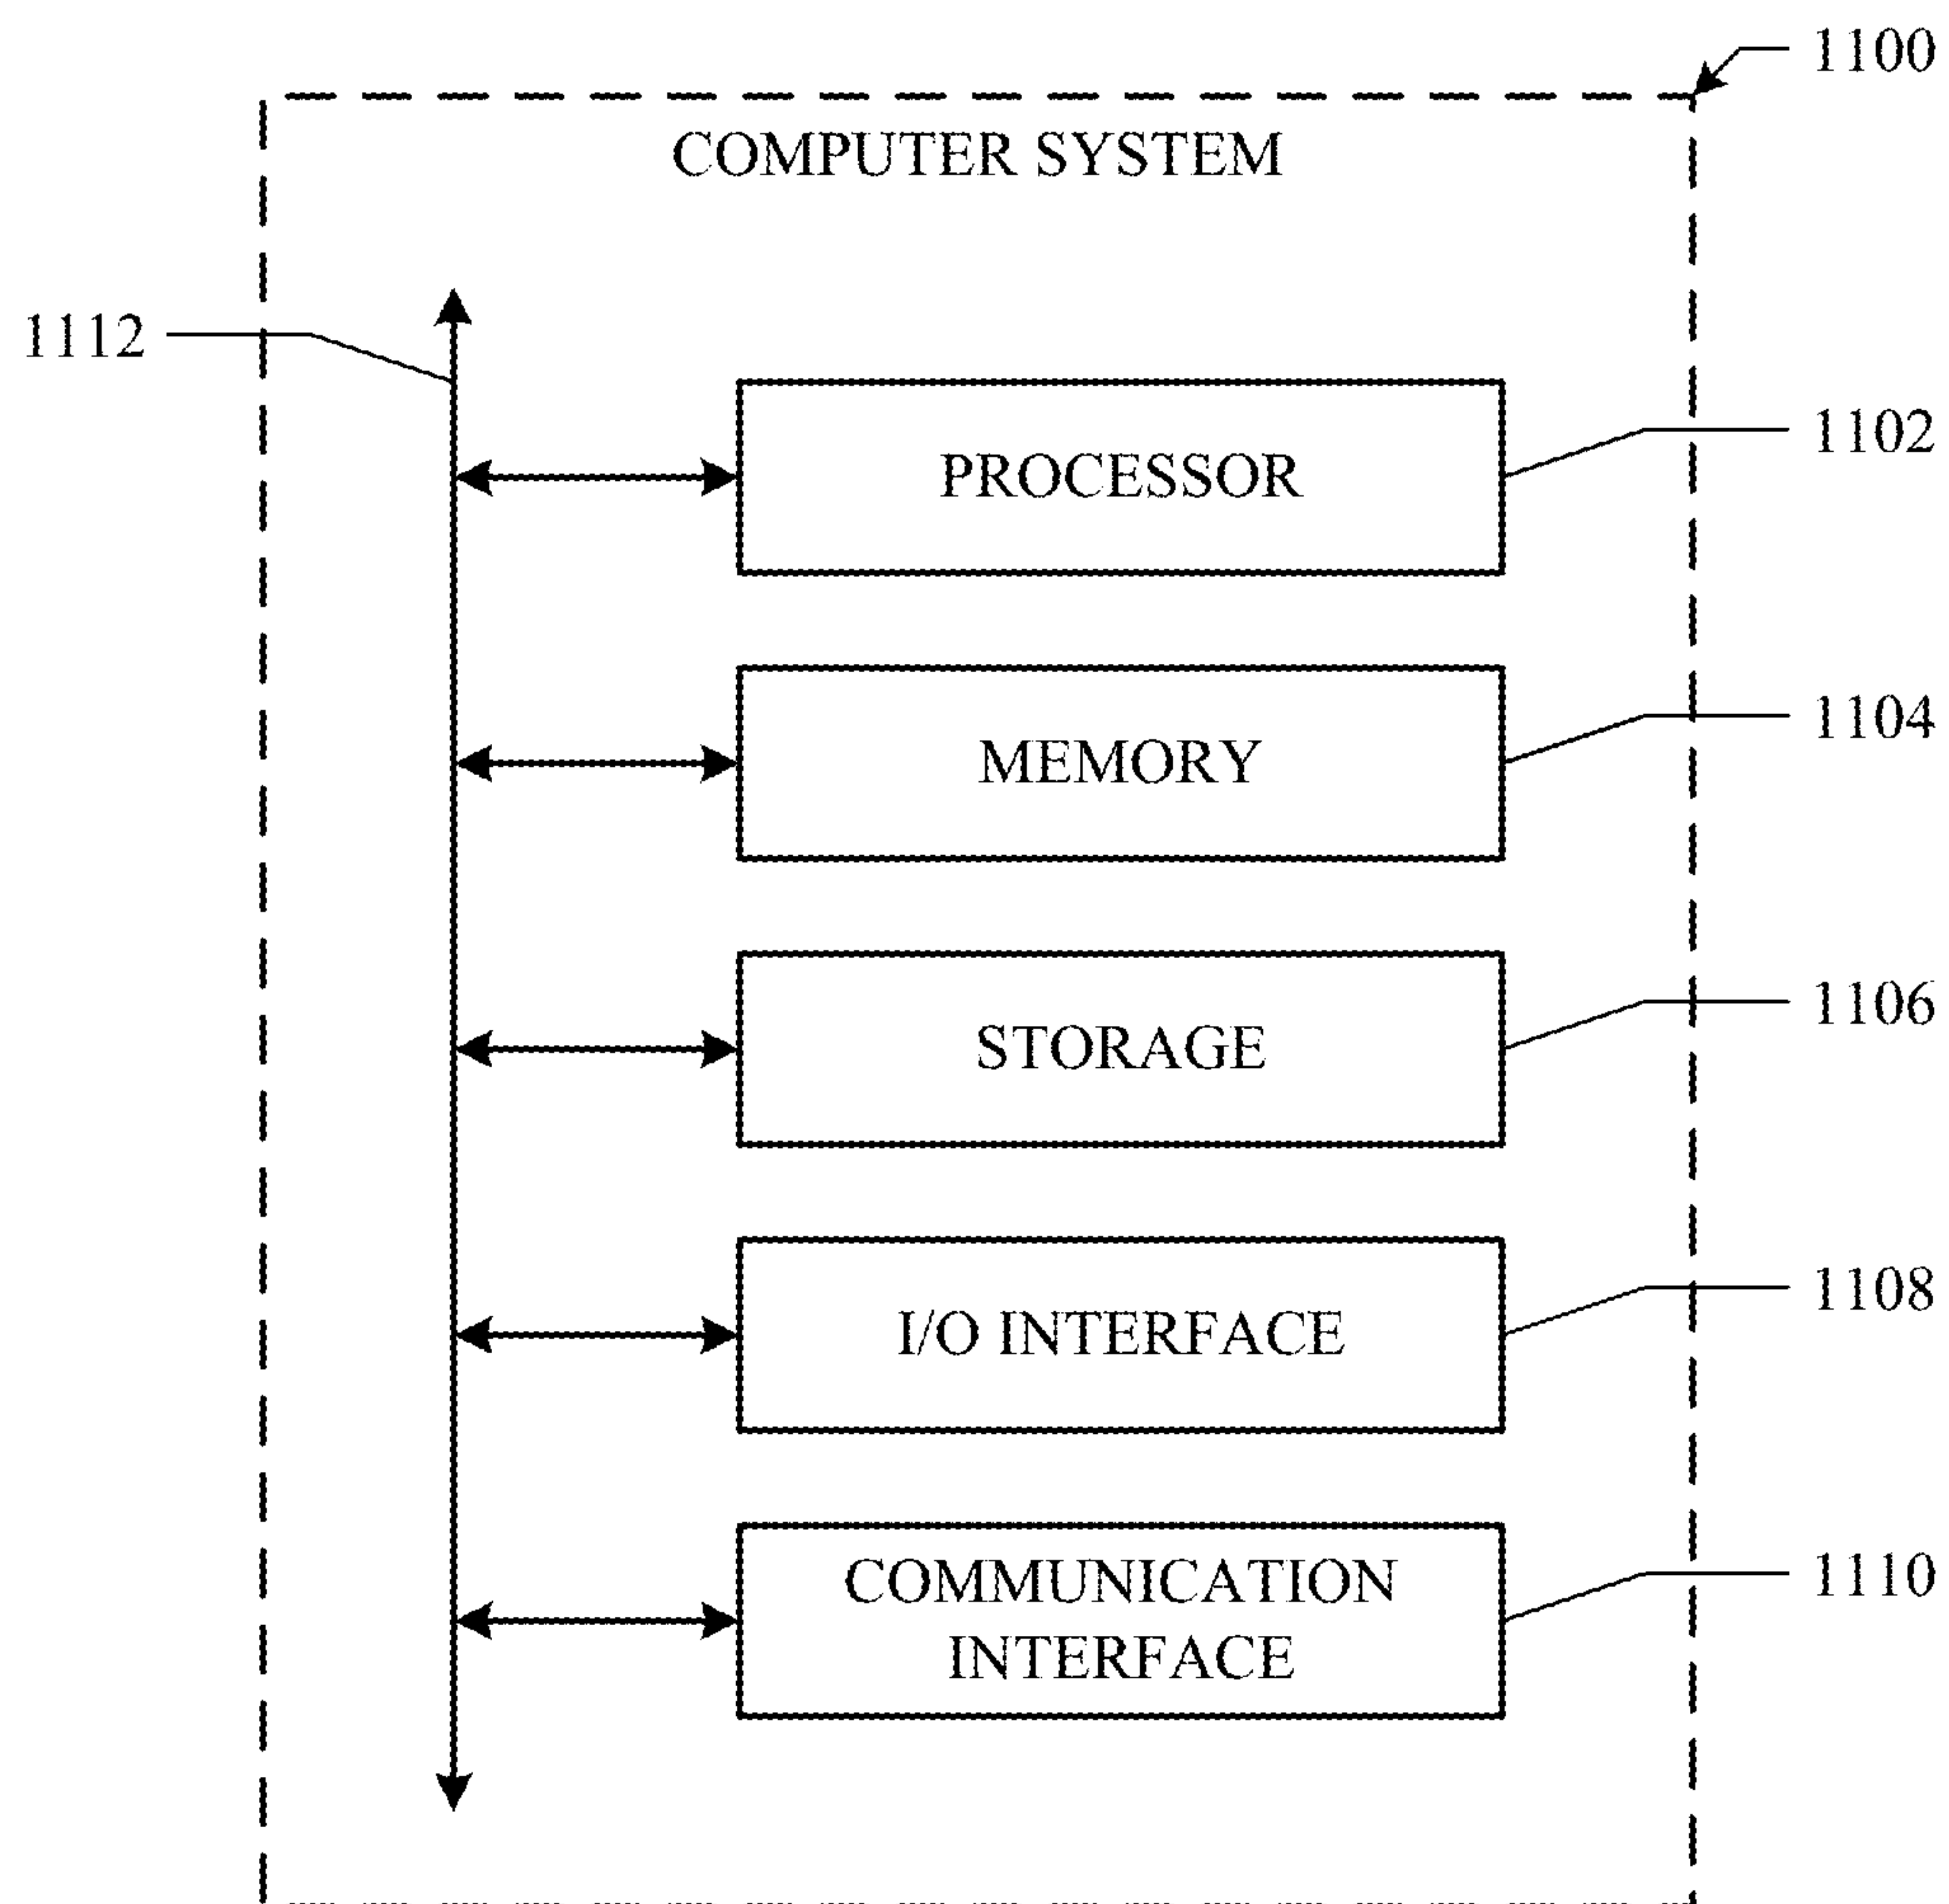 1100
COMPUTER SYSTEM
1112
PROCESSOR
1102
MEMORY
1104
STORAGE
1106
I/O INTERFACE
1108
COMMUNICATION
INTERFACE
1110